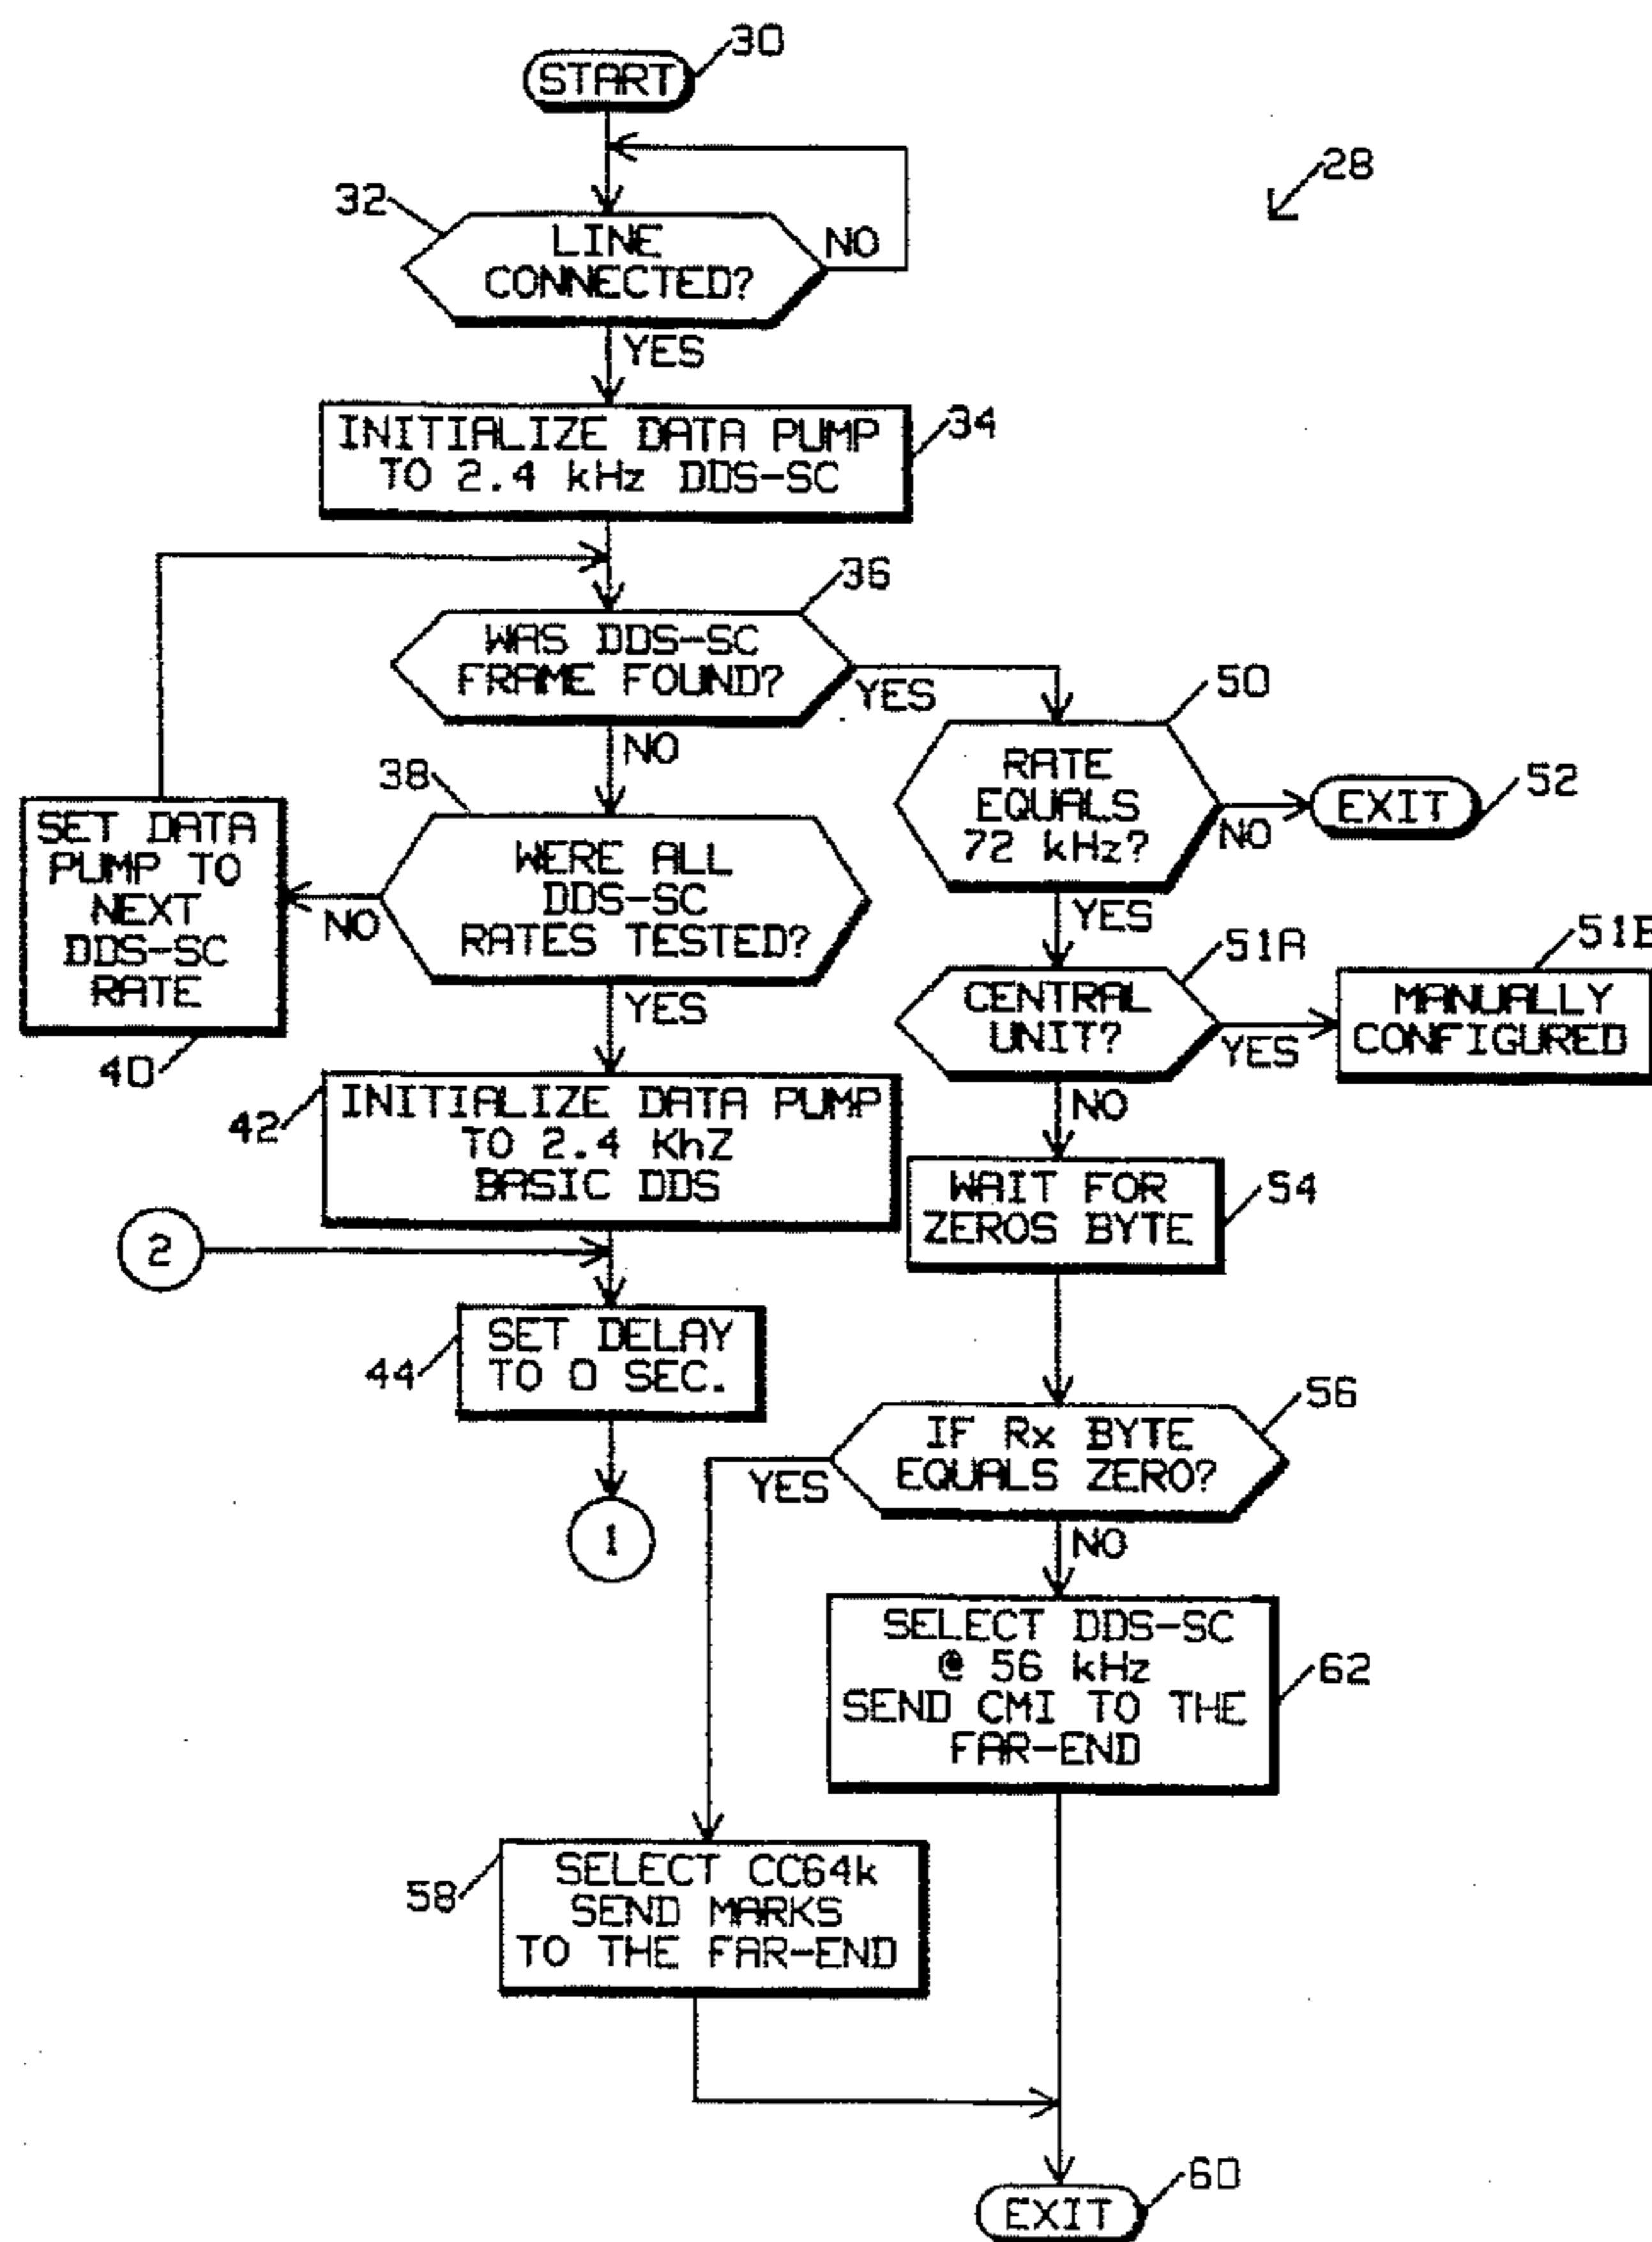 30
START
28
32
LINE
CONNECTED?
NO
YES
INITIALIZE DATA PUMP
TO 2.4 kHz DDS-SC
34
36
WAS DDS-SC
FRAME FOUND?
YES
NO
50
RATE
EQUALS
72 kHz?
NO
EXIT
52
YES
38
WERE ALL
DDS-SC
RATES TESTED?
NO
YES
SET DATA
PUMP TO
NEXT
DDS-SC
RATE
40
51A
CENTRAL
UNIT?
YES
NO
51B
MANUALLY
CONFIGURED
42
INITIALIZE DATA PUMP
TO 2.4 KhZ
BASIC DDS
WAIT FOR
ZEROS BYTE
54
2
44
SET DELAY
TO 0 SEC.
1
56
IF Rx BYTE
EQUALS ZERO?
YES
NO
SELECT DDS-SC
@ 56 kHz
SEND CMI TO THE
FAR-END
62
58
SELECT CC64k
SEND MARKS
TO THE FAR-END
EXIT
60